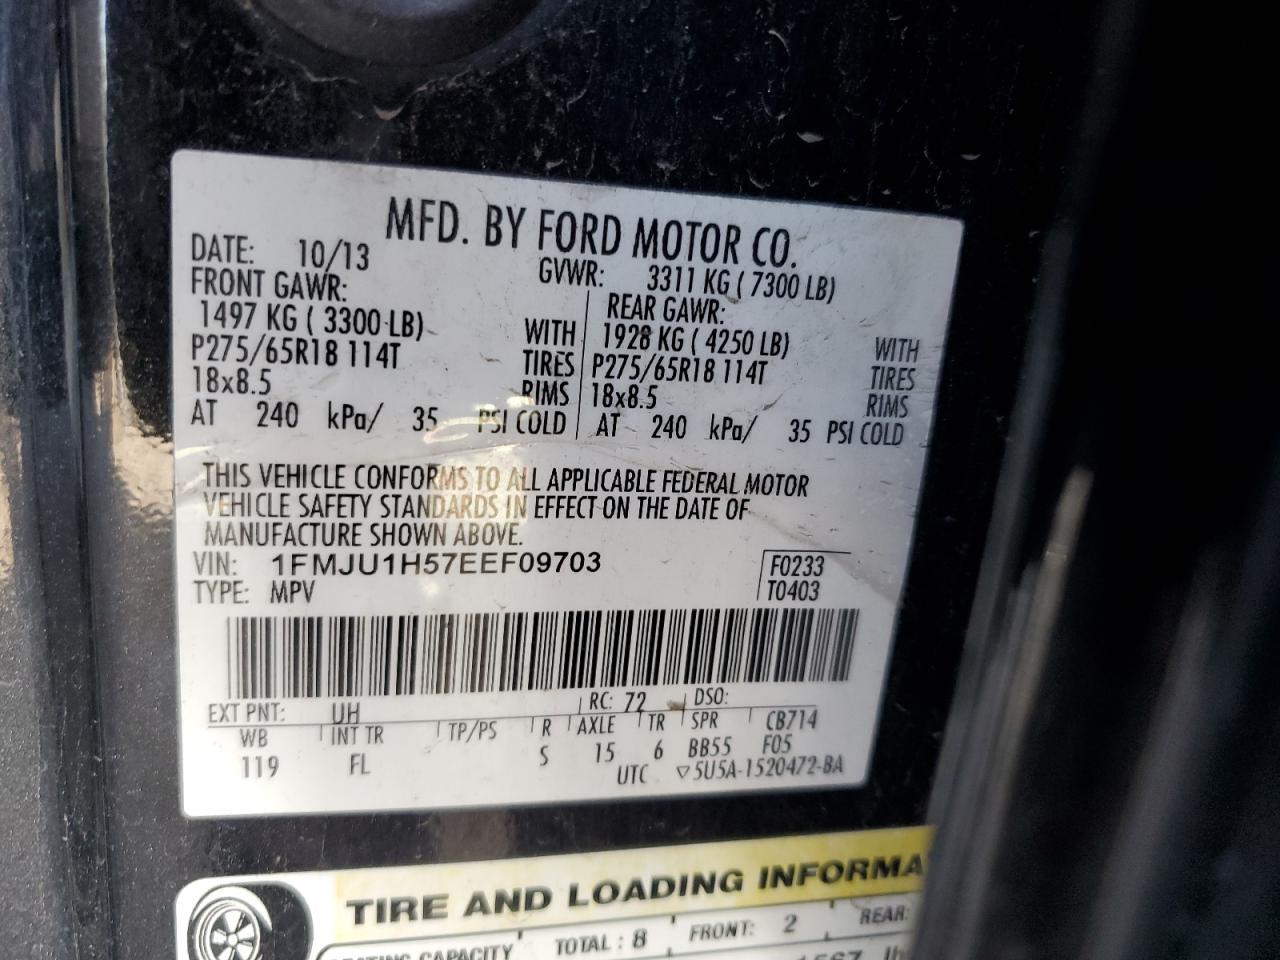 MFD. BY FORD MOTOR CO.
DATE: 10/13 GVWR: 3311 KG ( 7300 LB)
FRONT GAWR: REAR GAWR:
1497 KG ( 3300 LB) WITH 1928 KG ( 4250 LB) WITH
P275/65R18 114T TIRES P275/65R18 114T TIRES
18x8.5 RIMS 18x8.5 RIMS
AT 240 kPa/ 35 PSI COLD AT 240 kPa/ 35 PSI COLD
THIS VEHICLE CONFORMS TO ALL APPLICABLE FEDERAL MOTOR
VEHICLE SAFETY STANDARDS IN EFFECT ON THE DATE OF
MANUFACTURE SHOWN ABOVE.
VIN: 1FMJU1H57EEF09703 F0233
TYPE: MPV T0403
EXT PNT: UH RC: 72 DSO:
WB INT TR TP/PS R AXLE TR SPR CB714
119 FL S 15 6 BB55 F05
UTC ▽5U5A-1520472-BA
TIRE AND LOADING INFORMA
CAPACITY TOTAL : 8 FRONT: 2 REAR: